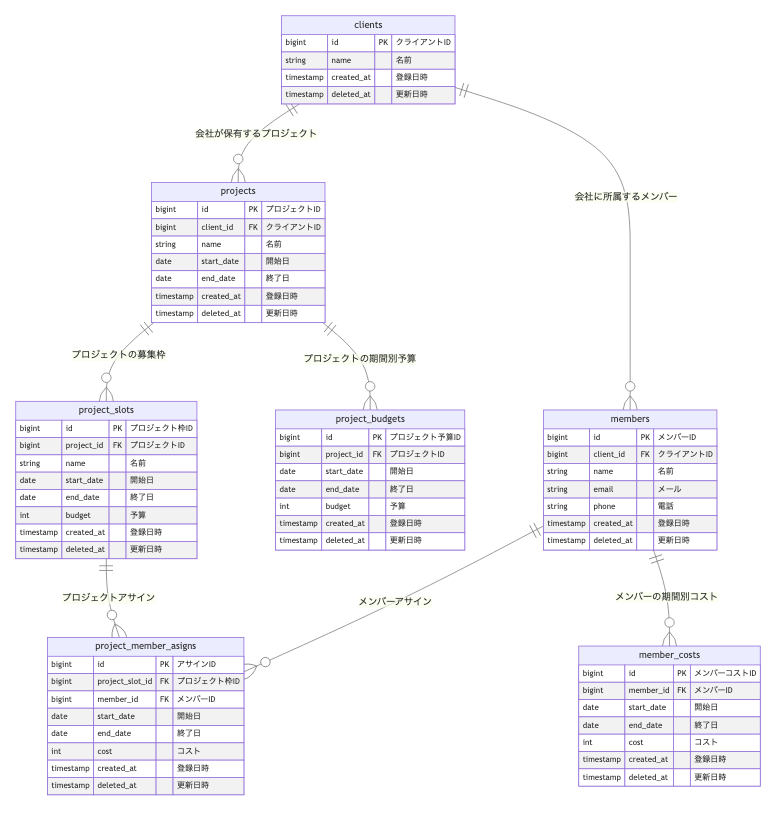 clients
bigint id PK クライアントID
string name 名前
timestamp created_at 登録日時
timestamp deleted_at 更新日時
会社が保有するプロジェクト
会社に所属するメンバー
projects
bigint id PK プロジェクトID
bigint client_id FK クライアントID
string name 名前
date start_date 開始日
date end_date 終了日
timestamp created_at 登録日時
timestamp deleted_at 更新日時
プロジェクトの募集枠
プロジェクトの期間別予算
project_slots
bigint id PK プロジェクト枠ID
bigint project_id FK プロジェクトID
string name 名前
date start_date 開始日
date end_date 終了日
int budget 予算
timestamp created_at 登録日時
timestamp deleted_at 更新日時
project_budgets
bigint id PK プロジェクト予算ID
bigint project_id FK プロジェクトID
date start_date 開始日
date end_date 終了日
int budget 予算
timestamp created_at 登録日時
timestamp deleted_at 更新日時
members
bigint id PK メンバーID
bigint client_id FK クライアントID
string name 名前
string email メール
string phone 電話
timestamp created_at 登録日時
timestamp deleted_at 更新日時
プロジェクトアサイン
メンバーアサイン
メンバーの期間別コスト
project_member_asigns
bigint id PK アサインID
bigint project_slot_id FK プロジェクト枠ID
bigint member_id FK メンバーID
date start_date 開始日
date end_date 終了日
int cost コスト
timestamp created_at 登録日時
timestamp deleted_at 更新日時
member_costs
bigint id PK メンバーコストID
bigint member_id FK メンバーID
date start_date 開始日
date end_date 終了日
int cost コスト
timestamp created_at 登録日時
timestamp deleted_at 更新日時